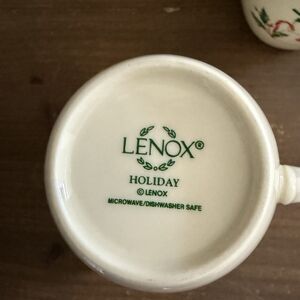 LENOX®
HOLIDAY
© LENOX
MICROWAVE/DISHWASHER SAFE